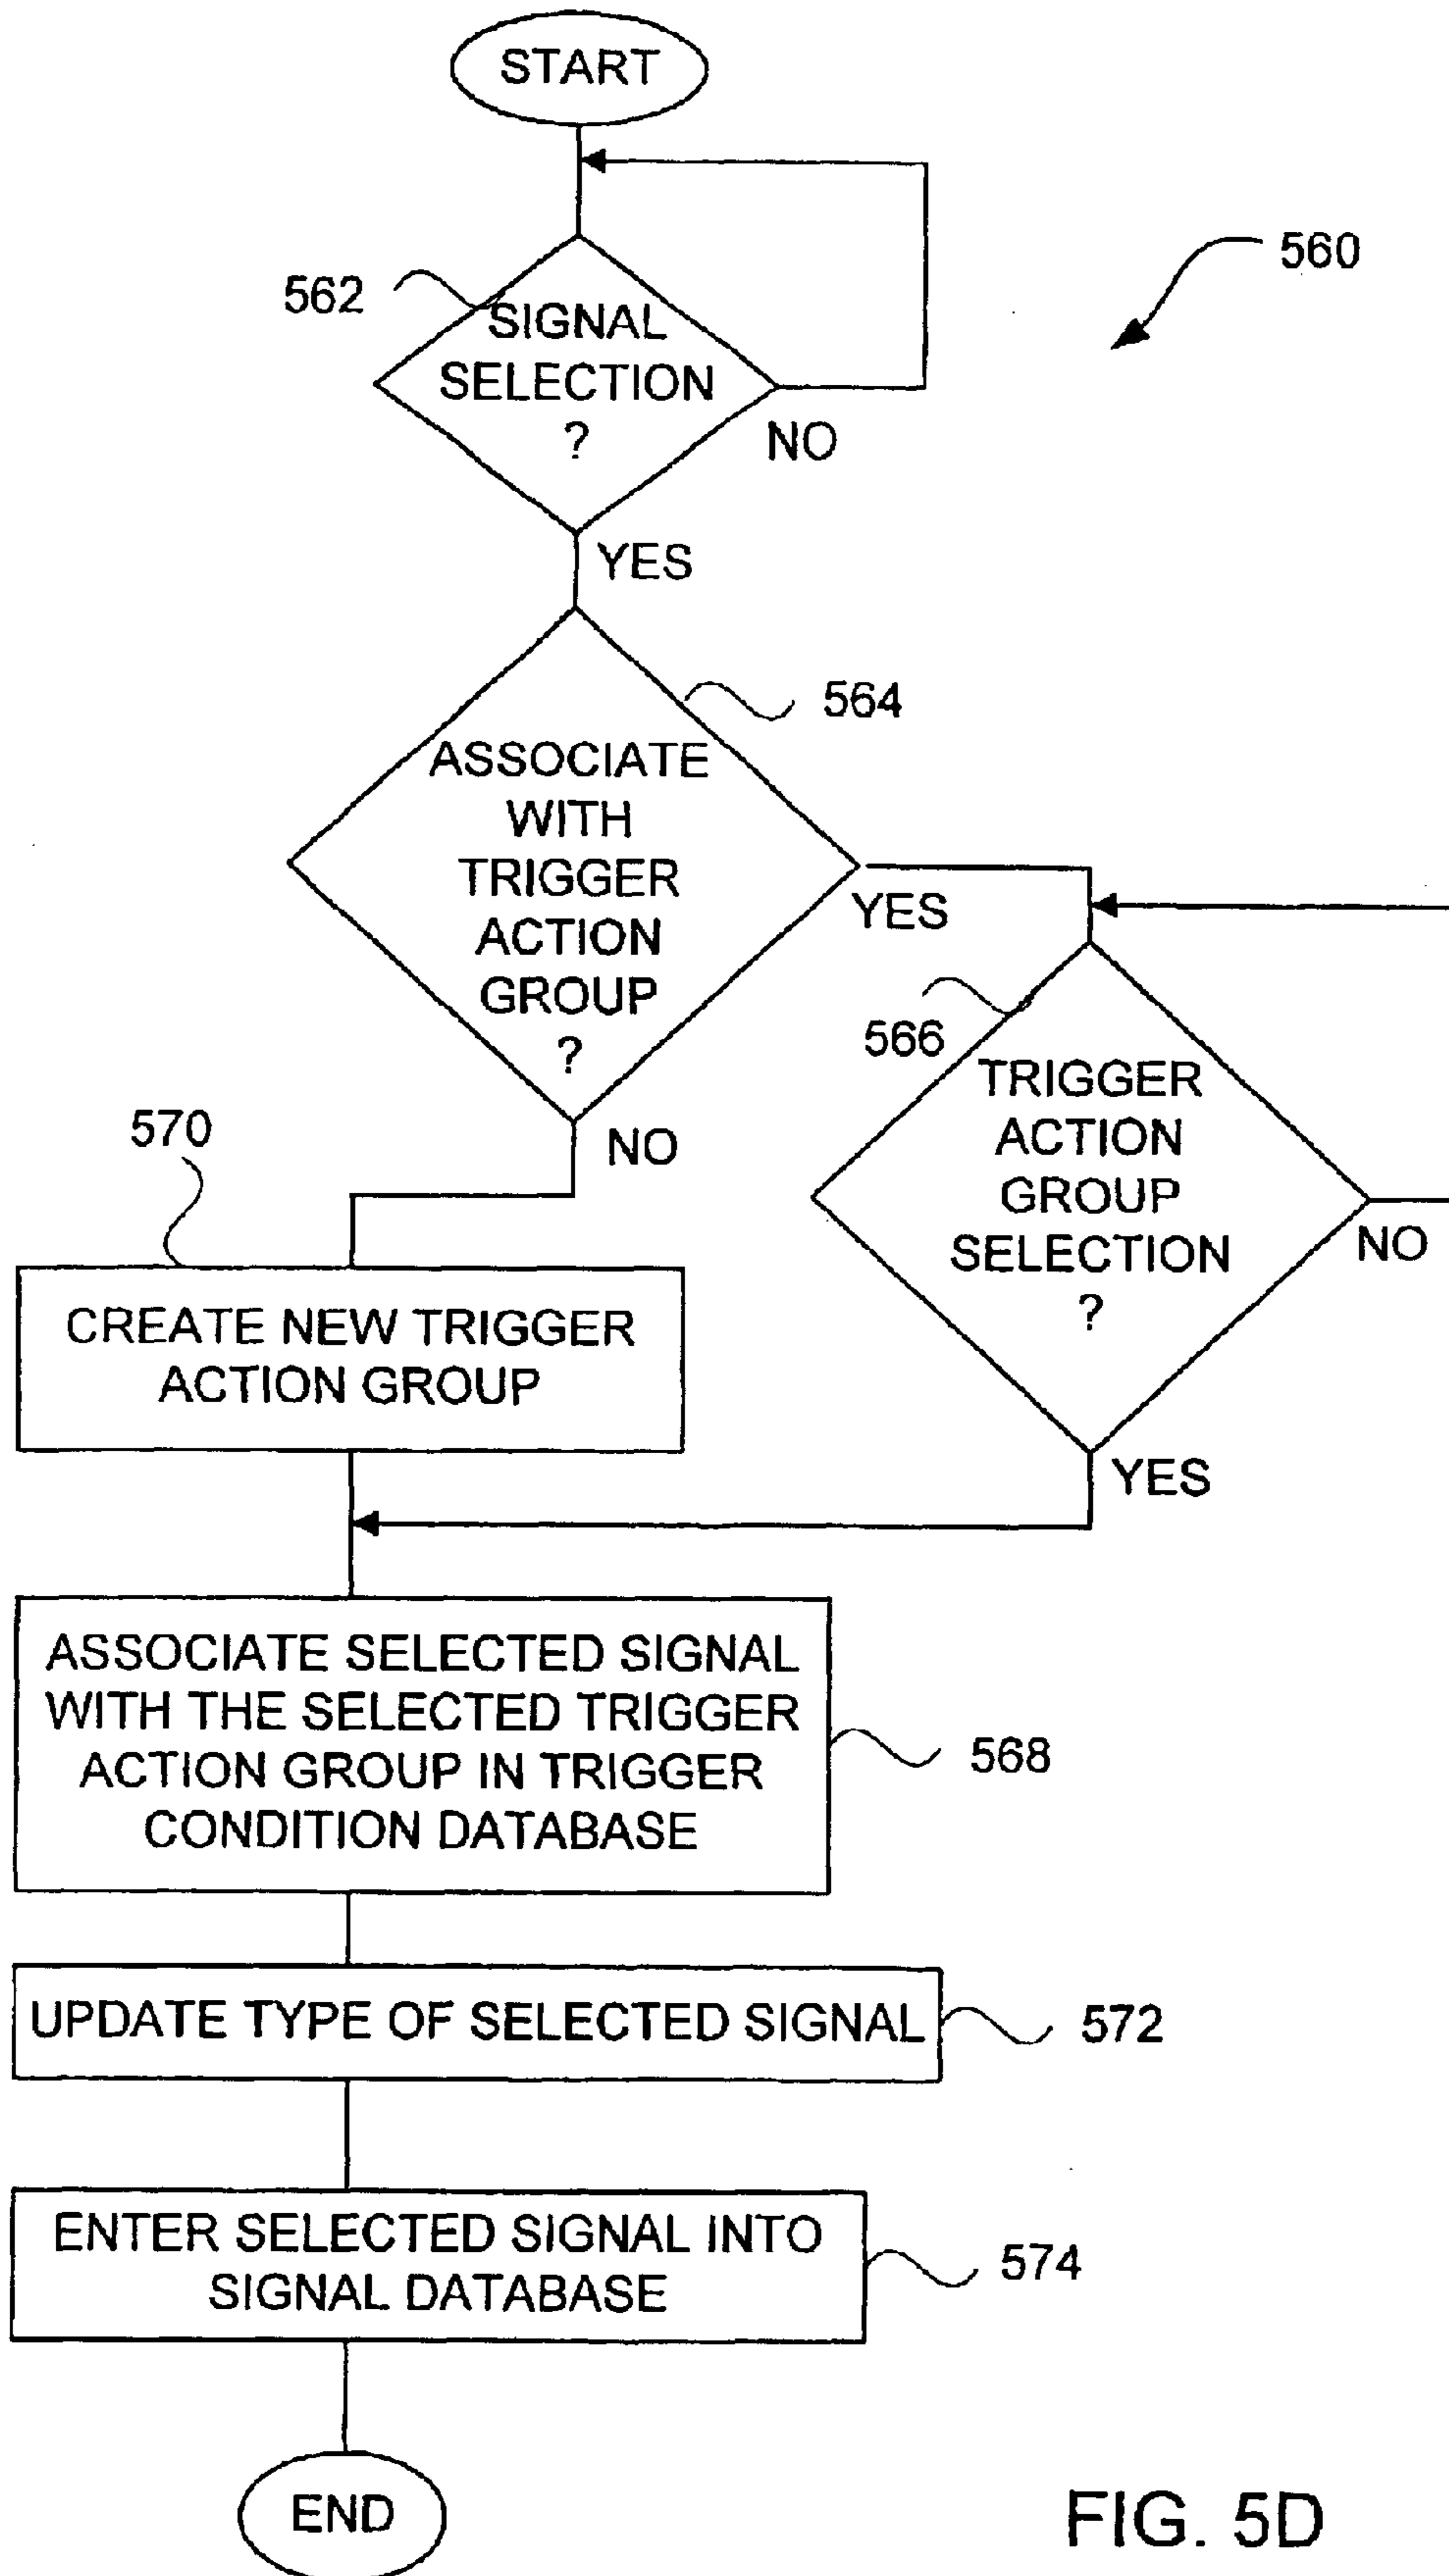 START
560
562
SIGNAL
SELECTION
?
NO
YES
564
ASSOCIATE
WITH
TRIGGER
ACTION
GROUP
?
YES
566
TRIGGER
ACTION
GROUP
SELECTION
?
NO
YES
NO
570
CREATE NEW TRIGGER
ACTION GROUP
ASSOCIATE SELECTED SIGNAL
WITH THE SELECTED TRIGGER
ACTION GROUP IN TRIGGER
CONDITION DATABASE
568
UPDATE TYPE OF SELECTED SIGNAL
572
ENTER SELECTED SIGNAL INTO
SIGNAL DATABASE
574
END
FIG. 5D